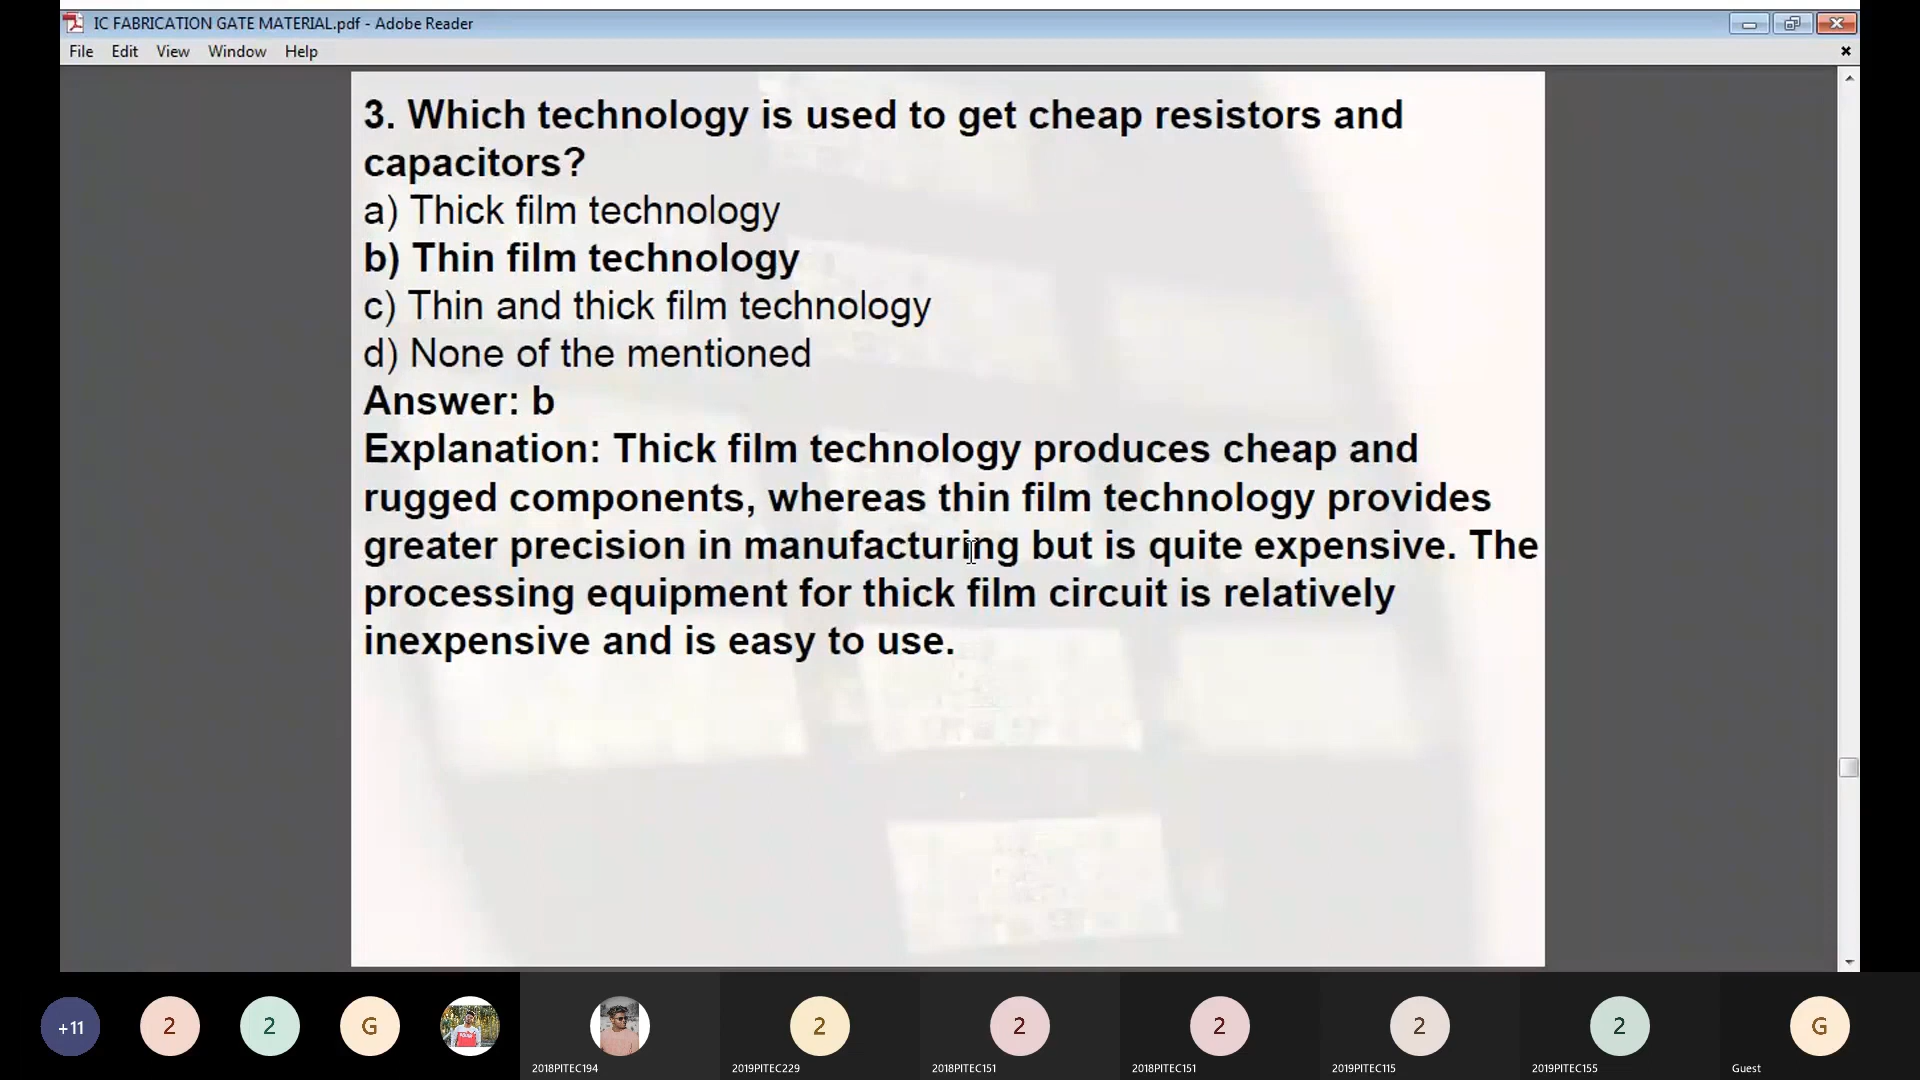 IC FABRICATION GATE MATERIAL.pdf - Adobe Reader
File Edit View Window Help
3. Which technology is used to get cheap resistors and
capacitors?
a) Thick film technology
b) Thin film technology
c) Thin and thick film technology
d) None of the mentioned
Answer: b
Explanation: Thick film technology produces cheap and
rugged components, whereas thin film technology provides
greater precision in manufacturing but is quite expensive. The
processing equipment for thick film circuit is relatively
inexpensive and is easy to use.
+11 2 2 G 2 2 2 2 2 G
2018PITEC194 2019PITEC229 2018PITEC151 2018PITEC151 2019PITEC115 2019PITEC155 Guest